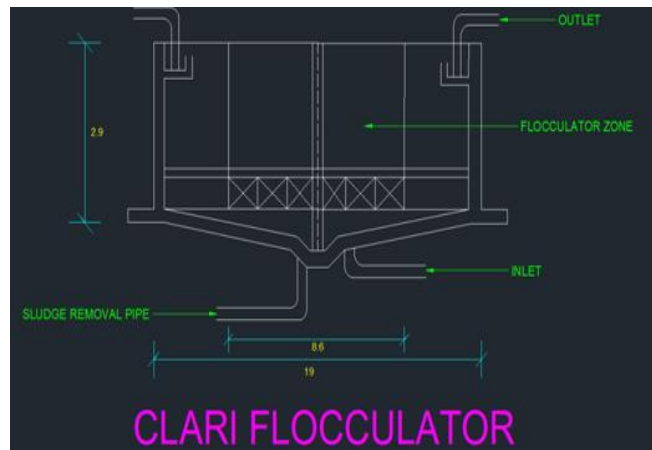 OUTLET
2.9
FLOCCULATOR ZONE
INLET
SLUDGE REMOVAL PIPE
8.6
19
CLARI FLOCCULATOR